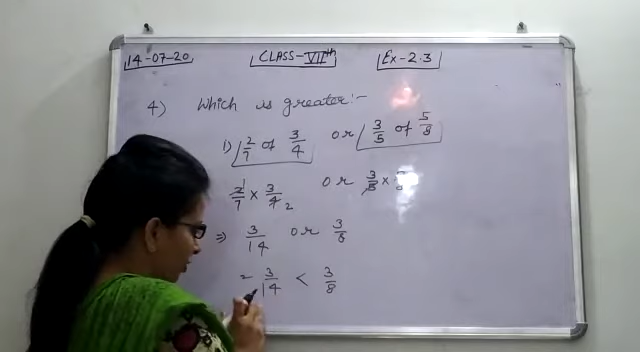 14-07-20 CLASS-VIIth Ex-2.3
4) Which is greater:-
i) 2/7 of 3/4 or 3/5 of 5/8
2/7 × 3/4 2 or 3/5 ×
⇒ 3/14 or 3/8
= 3/14 < 3/8